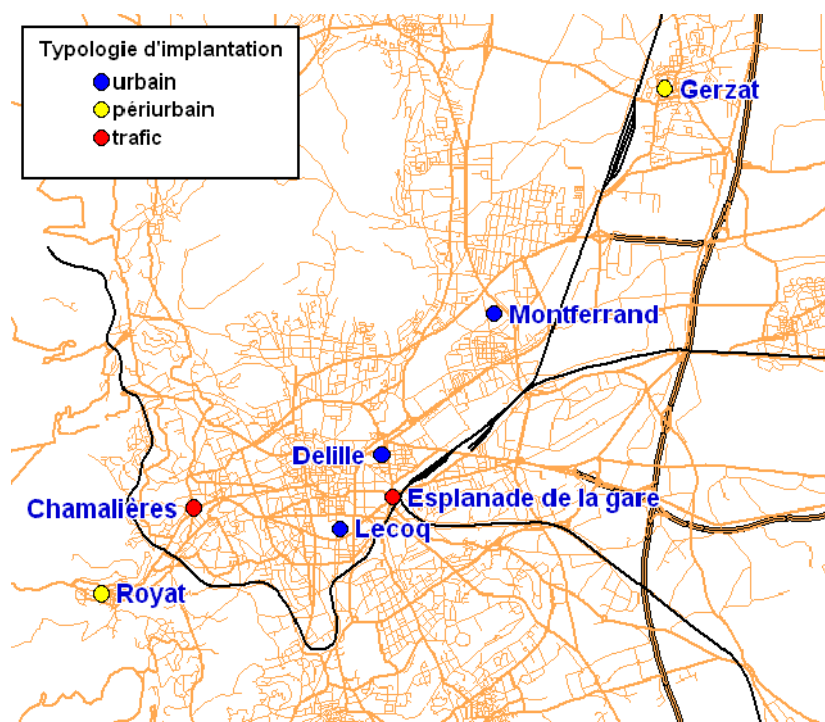 Typologie d'implantation
urbain
périurbain
trafic
Gerzat
Montferrand
Delille
Esplanade de la gare
Chamalières
Lecoq
Royat